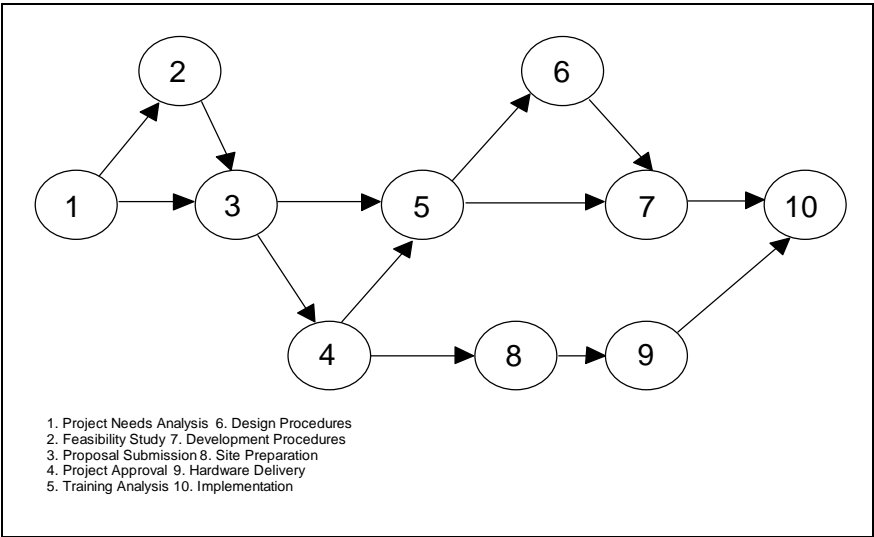 2
6
1
3
5
7
10
4
8
9
1. Project Needs Analysis 6. Design Procedures
2. Feasibility Study 7. Development Procedures
3. Proposal Submission 8. Site Preparation
4. Project Approval 9. Hardware Delivery
5. Training Analysis 10. Implementation